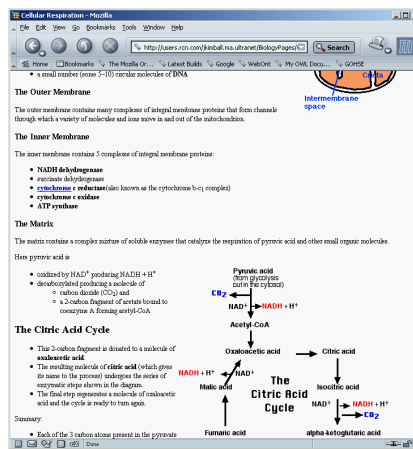 Cellular Respiration - Mozilla
File Edit View Go Bookmarks Tools Window Help
http://users.rcn.com/jkimball.ma.ultranet/BiologyPages/
Search
Home Bookmarks The Mozilla Or... Latest Builds Google WebOnt My OWL Docu... GOHSE
a small number (some 5–10) circular molecules of DNA
Crista
Intermembrane
space
The Outer Membrane
The outer membrane contains many complexes of integral membrane proteins that form channels
through which a variety of molecules and ions move in and out of the mitochondrion.
The Inner Membrane
The inner membrane contains 5 complexes of integral membrane proteins:
NADH dehydrogenase
succinate dehydrogenase
cytochrome c reductase(also known as the cytochrome b-c1 complex)
cytochrome c oxidase
ATP synthase
The Matrix
The matrix contains a complex mixture of soluble enzymes that catalyze the respiration of pyruvic acid and other small organic molecules.
Here pyruvic acid is
oxidized by NAD+ producing NADH + H+
decarboxylated producing a molecule of
carbon dioxide (CO2) and
a 2-carbon fragment of acetate bound to
coenzyme A forming acetyl-CoA
The Citric Acid Cycle
This 2-carbon fragment is donated to a molecule of
oxaloacetic acid.
The resulting molecule of citric acid (which gives
its name to the process) undergoes the series of
enzymatic steps shown in the diagram.
The final step regenerates a molecule of oxaloacetic
acid and the cycle is ready to turn again.
Summary:
Each of the 3 carbon atoms present in the pyruvate
Pyruvic acid
(from glycolysis
out in the cytosol)
CO2
NAD+ NADH + H+
Acetyl-CoA
Oxaloacetic acid
Citric acid
NADH + H+ NAD+
Malic acid
The
Citric Acid
Cycle
Isocitric acid
NAD+ NADH + H+
CO2
Fumaric acid
alpha-ketoglutaric acid
Done